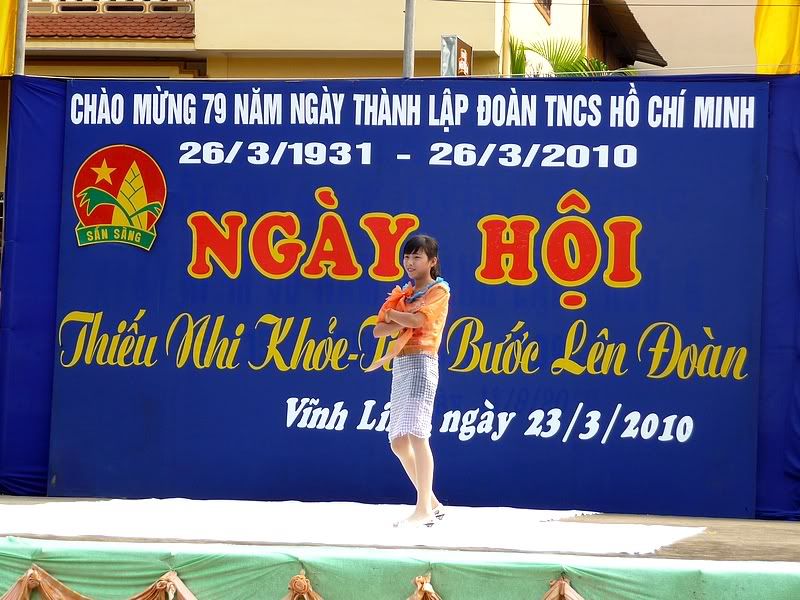 CHÀO MỪNG 79 NĂM NGÀY THÀNH LẬP ĐOÀN TNCS HỒ CHÍ MINH
26/3/1931 - 26/3/2010
SẴN SÀNG
NGÀY HỘI
Thiếu Nhi Khỏe- Bước Lên Đoàn
Vĩnh ngày 23/3/2010